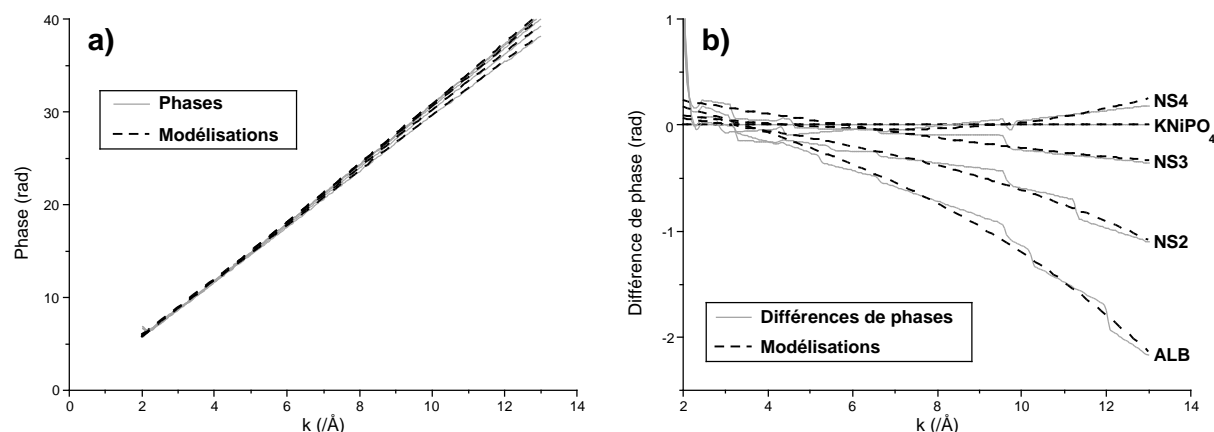 a)
40
30
20
10
0
Phase (rad)
Phases
Modélisations
0
2
4
6
8
10
12
14
k (/Å)
b)
1
0
-1
-2
Différence de phase (rad)
NS4
KNiPO4
NS3
NS2
ALB
Différences de phases
Modélisations
2
4
6
8
10
12
14
k (/Å)